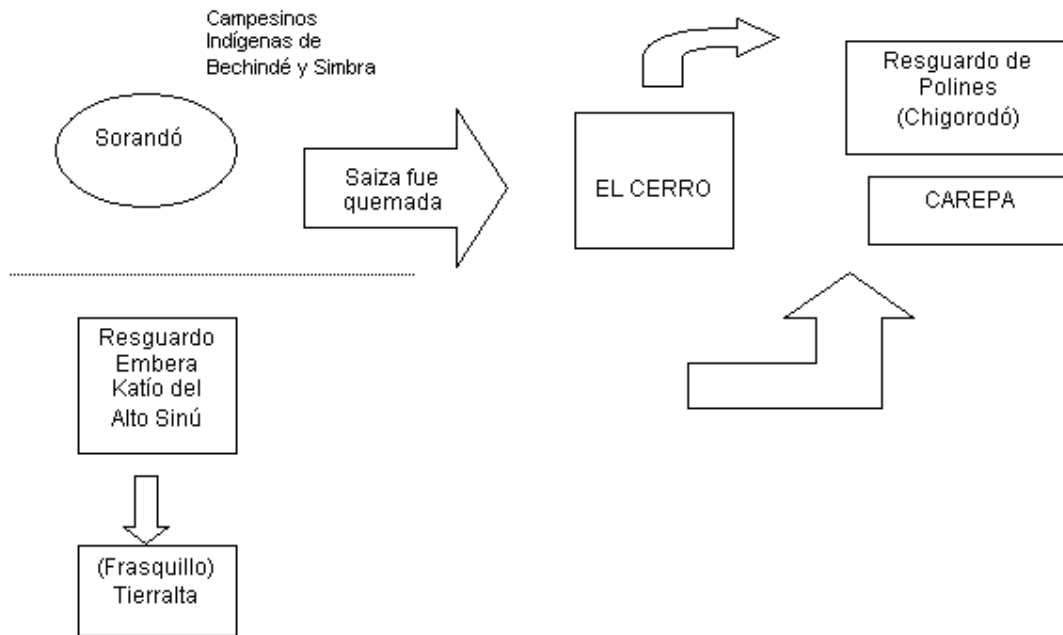 Campesinos
Indígenas de
Bechindé y Simbra
Sorandó
Saiza fue
quemada
EL CERRO
Resguardo de
Polines
(Chigorodó)
CAREPA
Resguardo
Embera
Katío del
Alto Sinú
(Frasquillo)
Tierralta